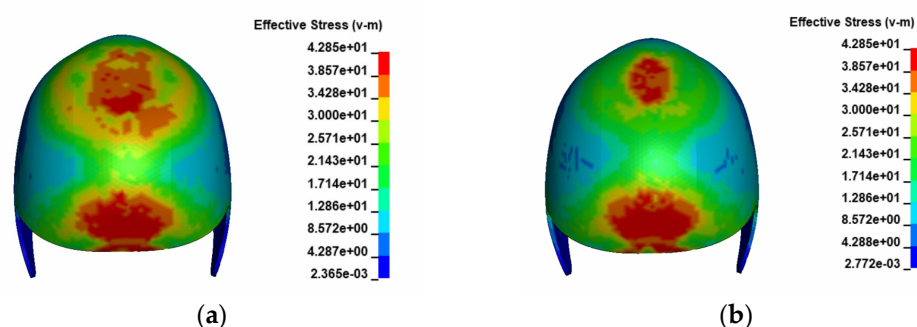 Effective Stress (v-m)
4.285e+01
3.857e+01
3.428e+01
3.000e+01
2.571e+01
2.143e+01
1.714e+01
1.286e+01
8.572e+00
4.287e+00
2.365e-03
(a)
Effective Stress (v-m)
4.285e+01
3.857e+01
3.428e+01
3.000e+01
2.571e+01
2.143e+01
1.714e+01
1.286e+01
8.572e+00
4.288e+00
2.772e-03
(b)